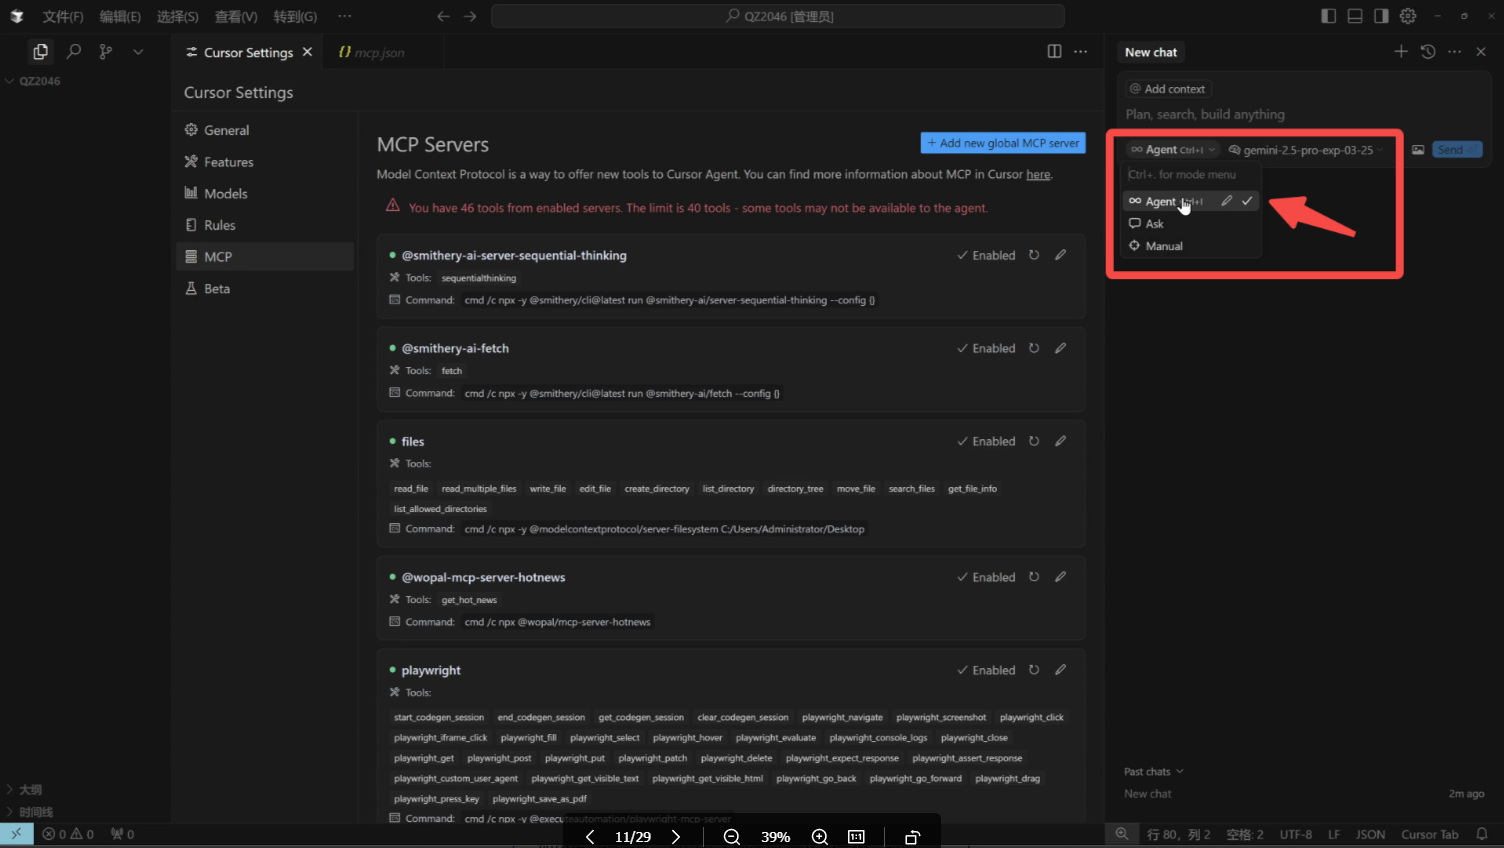 文件(F) 编辑(E) 选择(S) 查看(V) 转到(G) ··· QZ2046 [管理员]
Cursor Settings mcp.json
QZ2046
Cursor Settings
General
Features
Models
Rules
MCP
Beta
MCP Servers
+ Add new global MCP server
Model Context Protocol is a way to offer new tools to Cursor Agent. You can find more information about MCP in Cursor here.
You have 46 tools from enabled servers. The limit is 40 tools - some tools may not be available to the agent.
@smithery-ai-server-sequential-thinking Enabled
Tools: sequentialthinking
Command: cmd /c npx -y @smithery/cli@latest run @smithery-ai/server-sequential-thinking --config {}
@smithery-ai-fetch Enabled
Tools: fetch
Command: cmd /c npx -y @smithery/cli@latest run @smithery-ai/fetch --config {}
files Enabled
Tools:
read_file read_multiple_files write_file edit_file create_directory list_directory directory_tree move_file search_files get_file_info
list_allowed_directories
Command: cmd /c npx -y @modelcontextprotocol/server-filesystem C:/Users/Administrator/Desktop
@wopal-mcp-server-hotnews Enabled
Tools: get_hot_news
Command: cmd /c npx @wopal/mcp-server-hotnews
playwright Enabled
Tools:
start_codegen_session end_codegen_session get_codegen_session clear_codegen_session playwright_navigate playwright_screenshot playwright_click
playwright_iframe_click playwright_fill playwright_select playwright_hover playwright_evaluate playwright_console_logs playwright_close
playwright_get playwright_post playwright_put playwright_patch playwright_delete playwright_expect_response playwright_assert_response
playwright_custom_user_agent playwright_get_visible_text playwright_get_visible_html playwright_go_back playwright_go_forward playwright_drag
playwright_press_key playwright_save_as_pdf
Command: cmd /c npx -y @executeautomation/playwright-mcp-server
New chat
@ Add context
Plan, search, build anything
Agent Ctrl+I gemini-2.5-pro-exp-03-25 Send
Ctrl+. for mode menu
Agent
Ask
Manual
Past chats
New chat 2m ago
大纲
时间线
0 0 0
11/29 39% 1:1
行 80, 列 2 空格: 2 UTF-8 LF JSON Cursor Tab